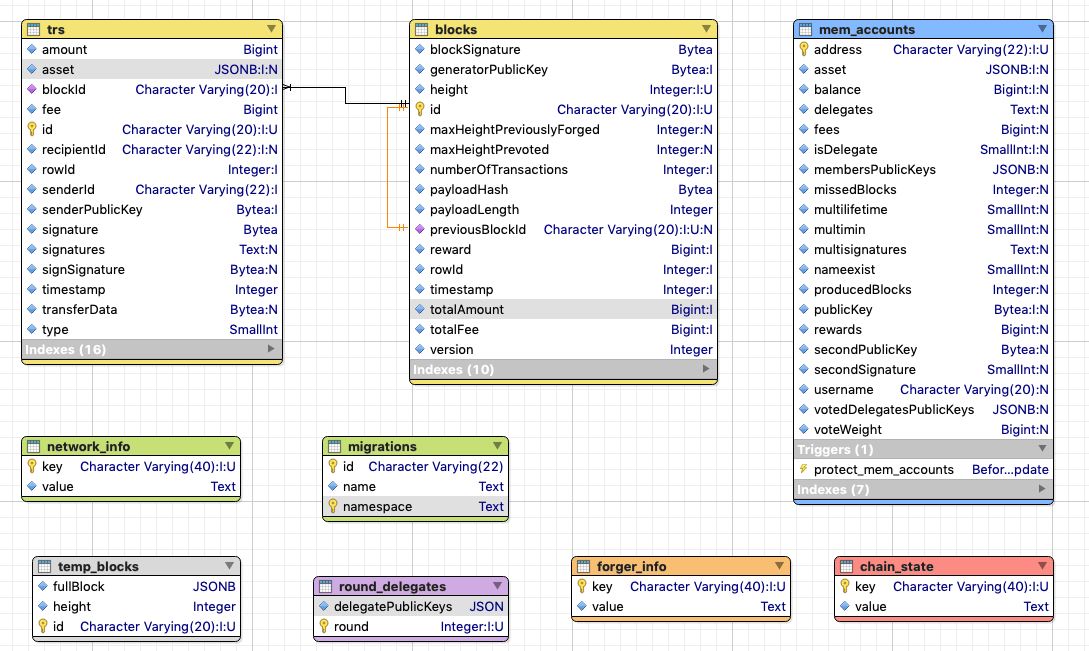 trs
amount Bigint
asset JSONB:I:N
blockId Character Varying(20):I
fee Bigint
id Character Varying(20):I:U
recipientId Character Varying(22):I:N
rowId Integer:I
senderId Character Varying(22):I
senderPublicKey Bytea:I
signature Bytea
signatures Text:N
signSignature Bytea:N
timestamp Integer
transferData Bytea:N
type SmallInt
Indexes (16)
blocks
blockSignature Bytea
generatorPublicKey Bytea:I
height Integer:I:U
id Character Varying(20):I:U
maxHeightPreviouslyForged Integer:N
maxHeightPrevoted Integer:N
numberOfTransactions Integer:I
payloadHash Bytea
payloadLength Integer
previousBlockId Character Varying(20):I:U:N
reward Bigint:I
rowId Integer:I
timestamp Integer:I
totalAmount Bigint:I
totalFee Bigint:I
version Integer
Indexes (10)
mem_accounts
address Character Varying(22):I:U
asset JSONB:I:N
balance Bigint:I:N
delegates Text:N
fees Bigint:N
isDelegate SmallInt:I:N
membersPublicKeys JSONB:N
missedBlocks Integer:N
multilifetime SmallInt:N
multimin SmallInt:N
multisignatures Text:N
nameexist SmallInt:N
producedBlocks Integer:N
publicKey Bytea:I:N
rewards Bigint:N
secondPublicKey Bytea:N
secondSignature SmallInt:N
username Character Varying(20):N
votedDelegatesPublicKeys JSONB:N
voteWeight Bigint:N
Triggers (1)
protect_mem_accounts Befor...pdate
Indexes (7)
network_info
key Character Varying(40):I:U
value Text
migrations
id Character Varying(22)
name Text
namespace Text
temp_blocks
fullBlock JSONB
height Integer
id Character Varying(20):I:U
round_delegates
delegatePublicKeys JSON
round Integer:I:U
forger_info
key Character Varying(40):I:U
value Text
chain_state
key Character Varying(40):I:U
value Text